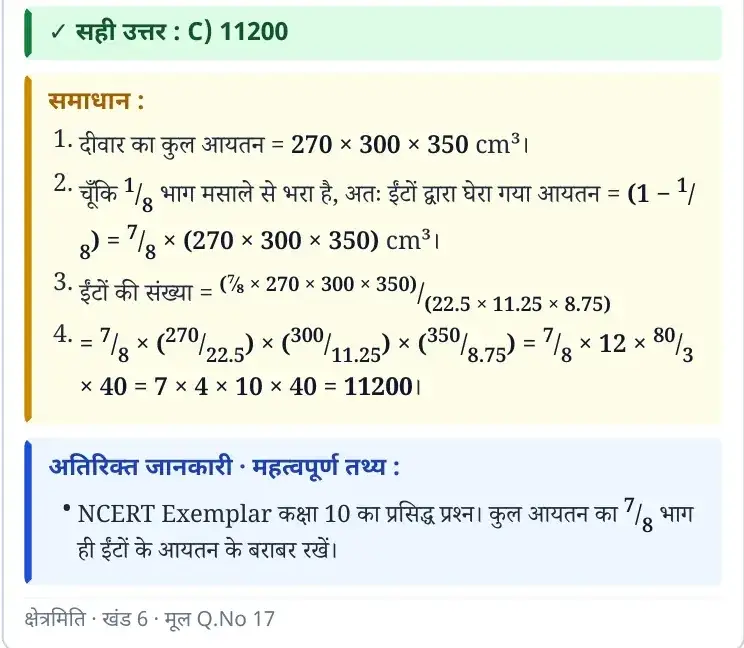 ✓ सही उत्तर : C) 11200
समाधान :
1. दीवार का कुल आयतन = 270 × 300 × 350 cm³।
2. चूँकि ¹/₈ भाग मसाले से भरा है, अतः ईंटों द्वारा घेरा गया आयतन = (1 − ¹/
₈) = ⁷/₈ × (270 × 300 × 350) cm³।
3. ईंटों की संख्या = (⅞ × 270 × 300 × 350)/(22.5 × 11.25 × 8.75)
4. = ⁷/₈ × (270/22.5) × (300/11.25) × (350/8.75) = ⁷/₈ × 12 × 80/3
× 40 = 7 × 4 × 10 × 40 = 11200।
अतिरिक्त जानकारी · महत्वपूर्ण तथ्य :
• NCERT Exemplar कक्षा 10 का प्रसिद्ध प्रश्न। कुल आयतन का ⁷/₈ भाग
ही ईंटों के आयतन के बराबर रखें।
क्षेत्रमिति · खंड 6 · मूल Q.No 17